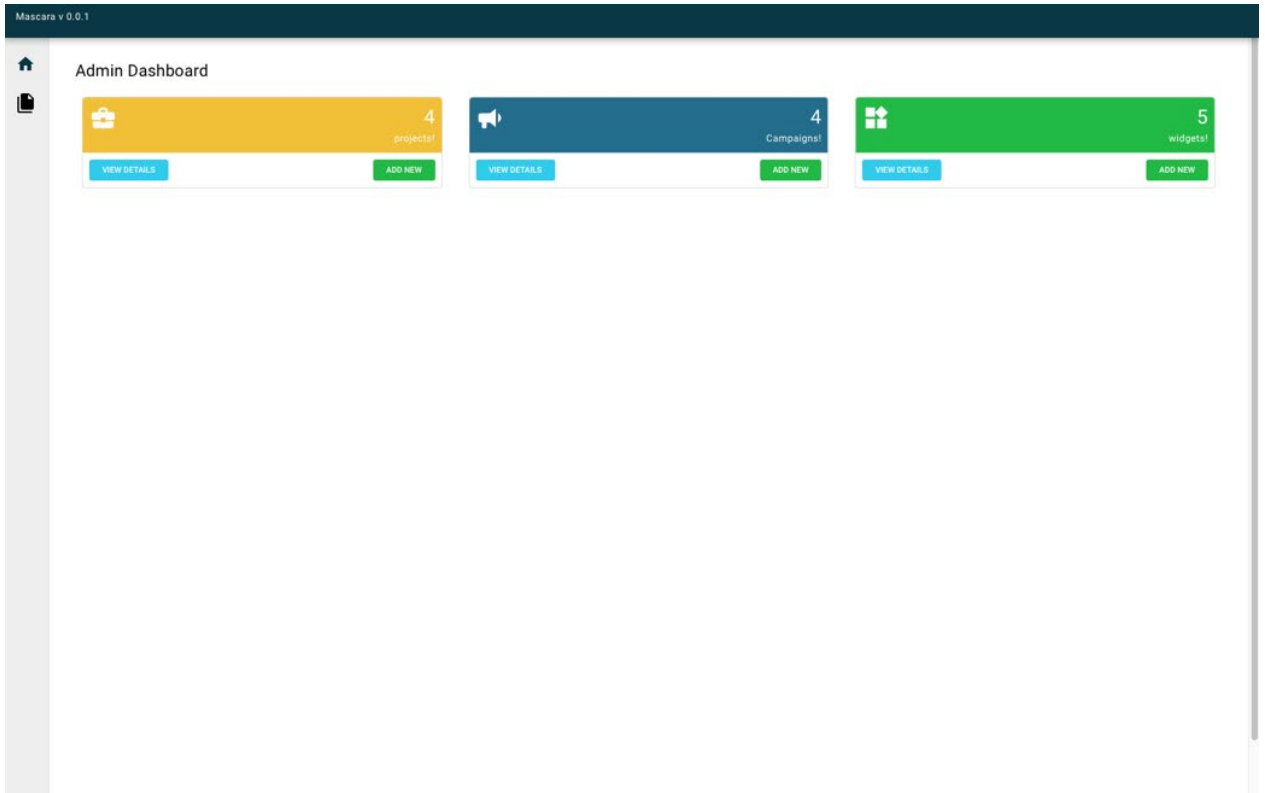 Mascara v 0.0.1
Admin Dashboard
4
projects!
VIEW DETAILS
ADD NEW
4
Campaigns!
VIEW DETAILS
ADD NEW
5
widgets!
VIEW DETAILS
ADD NEW